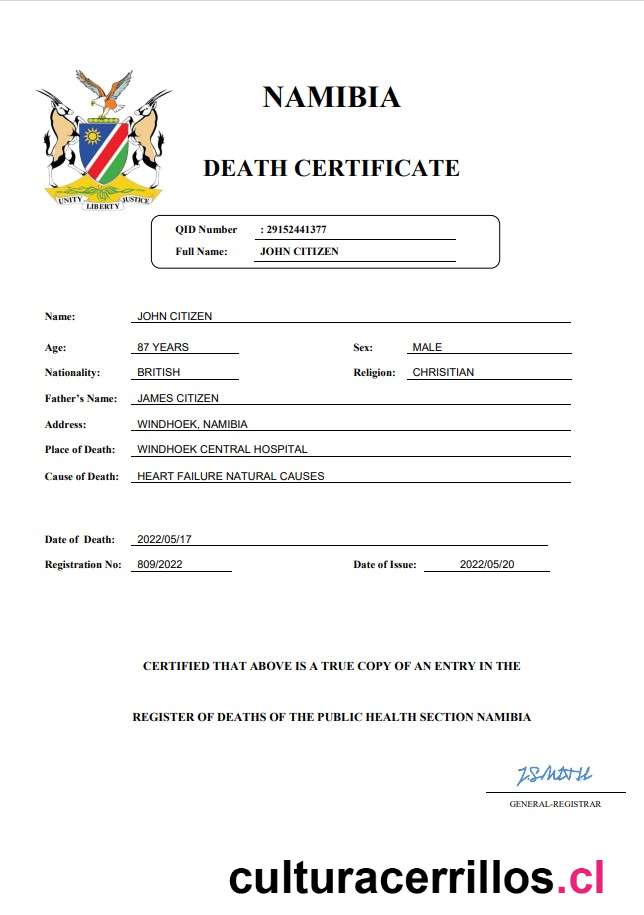 NAMIBIA
DEATH CERTIFICATE
UNITY LIBERTY JUSTICE
QID Number : 29152441377
Full Name: JOHN CITIZEN
Name: JOHN CITIZEN
Age: 87 YEARS Sex: MALE
Nationality: BRITISH Religion: CHRISITIAN
Father's Name: JAMES CITIZEN
Address: WINDHOEK, NAMIBIA
Place of Death: WINDHOEK CENTRAL HOSPITAL
Cause of Death: HEART FAILURE NATURAL CAUSES
Date of Death: 2022/05/17
Registration No: 809/2022 Date of Issue: 2022/05/20
CERTIFIED THAT ABOVE IS A TRUE COPY OF AN ENTRY IN THE
REGISTER OF DEATHS OF THE PUBLIC HEALTH SECTION NAMIBIA
J.SMITH
GENERAL-REGISTRAR
culturacerrillos.cl